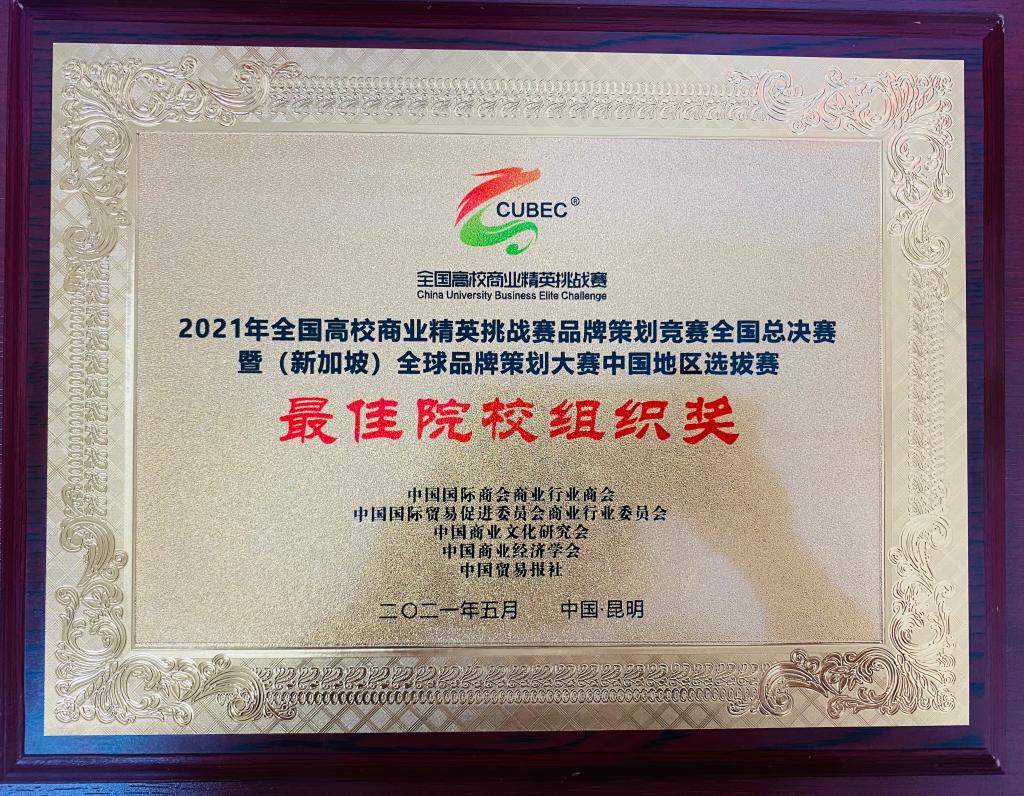 CUBEC®
全国高校商业精英挑战赛
China University Business Elite Challenge
2021年全国高校商业精英挑战赛品牌策划竞赛全国总决赛
暨（新加坡）全球品牌策划大赛中国地区选拔赛
最佳院校组织奖
中国国际商会商业行业商会
中国国际贸易促进委员会商业行业委员会
中国商业文化研究会
中国商业经济学会
中国贸易报社
二〇二一年五月 中国·昆明